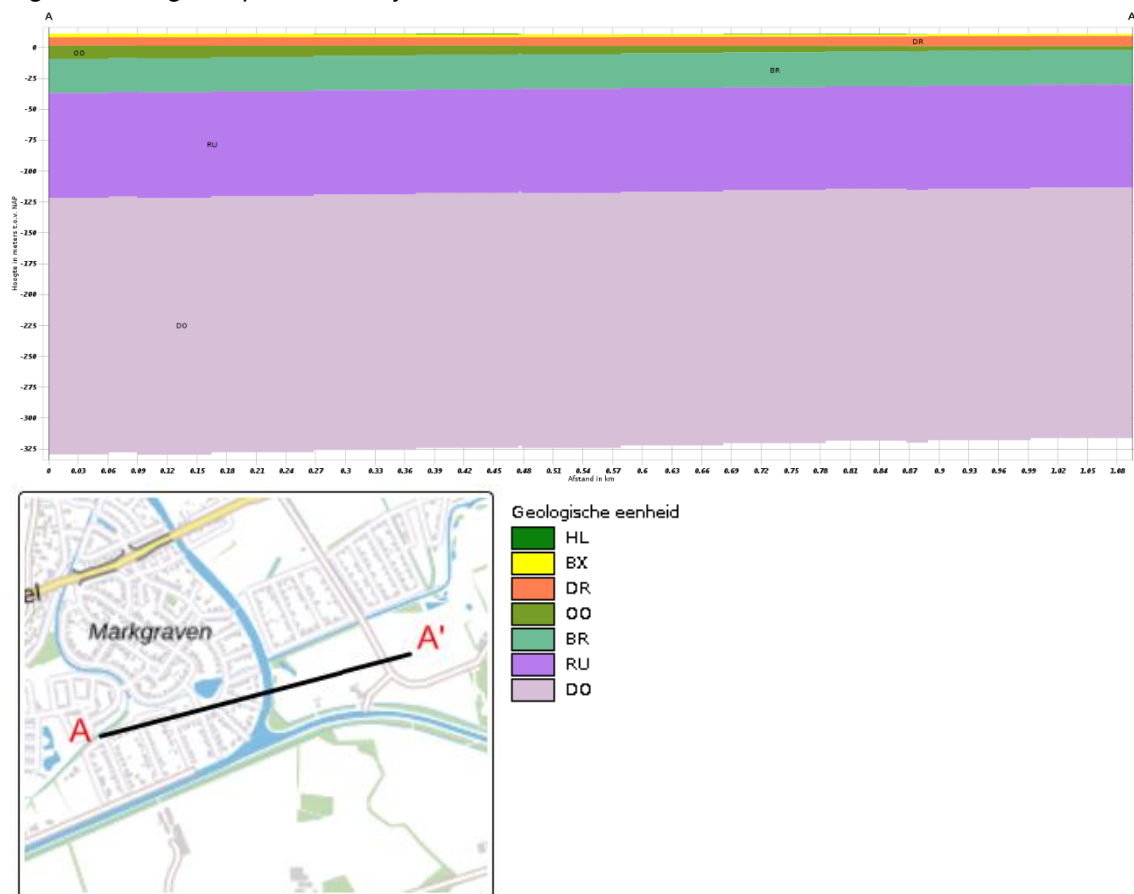 A A
0
-25
-50
-75
-100
-125
-150
-175
-200
-225
-250
-275
-300
-325
Hoogte in meters t.o.v. NAP
OO
DR
BR
RU
DO
0 0.03 0.06 0.09 0.12 0.15 0.18 0.21 0.24 0.27 0.3 0.33 0.36 0.39 0.42 0.45 0.48 0.51 0.54 0.57 0.6 0.63 0.66 0.69 0.72 0.75 0.78 0.81 0.84 0.87 0.9 0.93 0.96 0.99 1.02 1.05 1.08
Afstand in km
el
Markgraven
A'
A
Geologische eenheid
HL
BX
DR
OO
BR
RU
DO